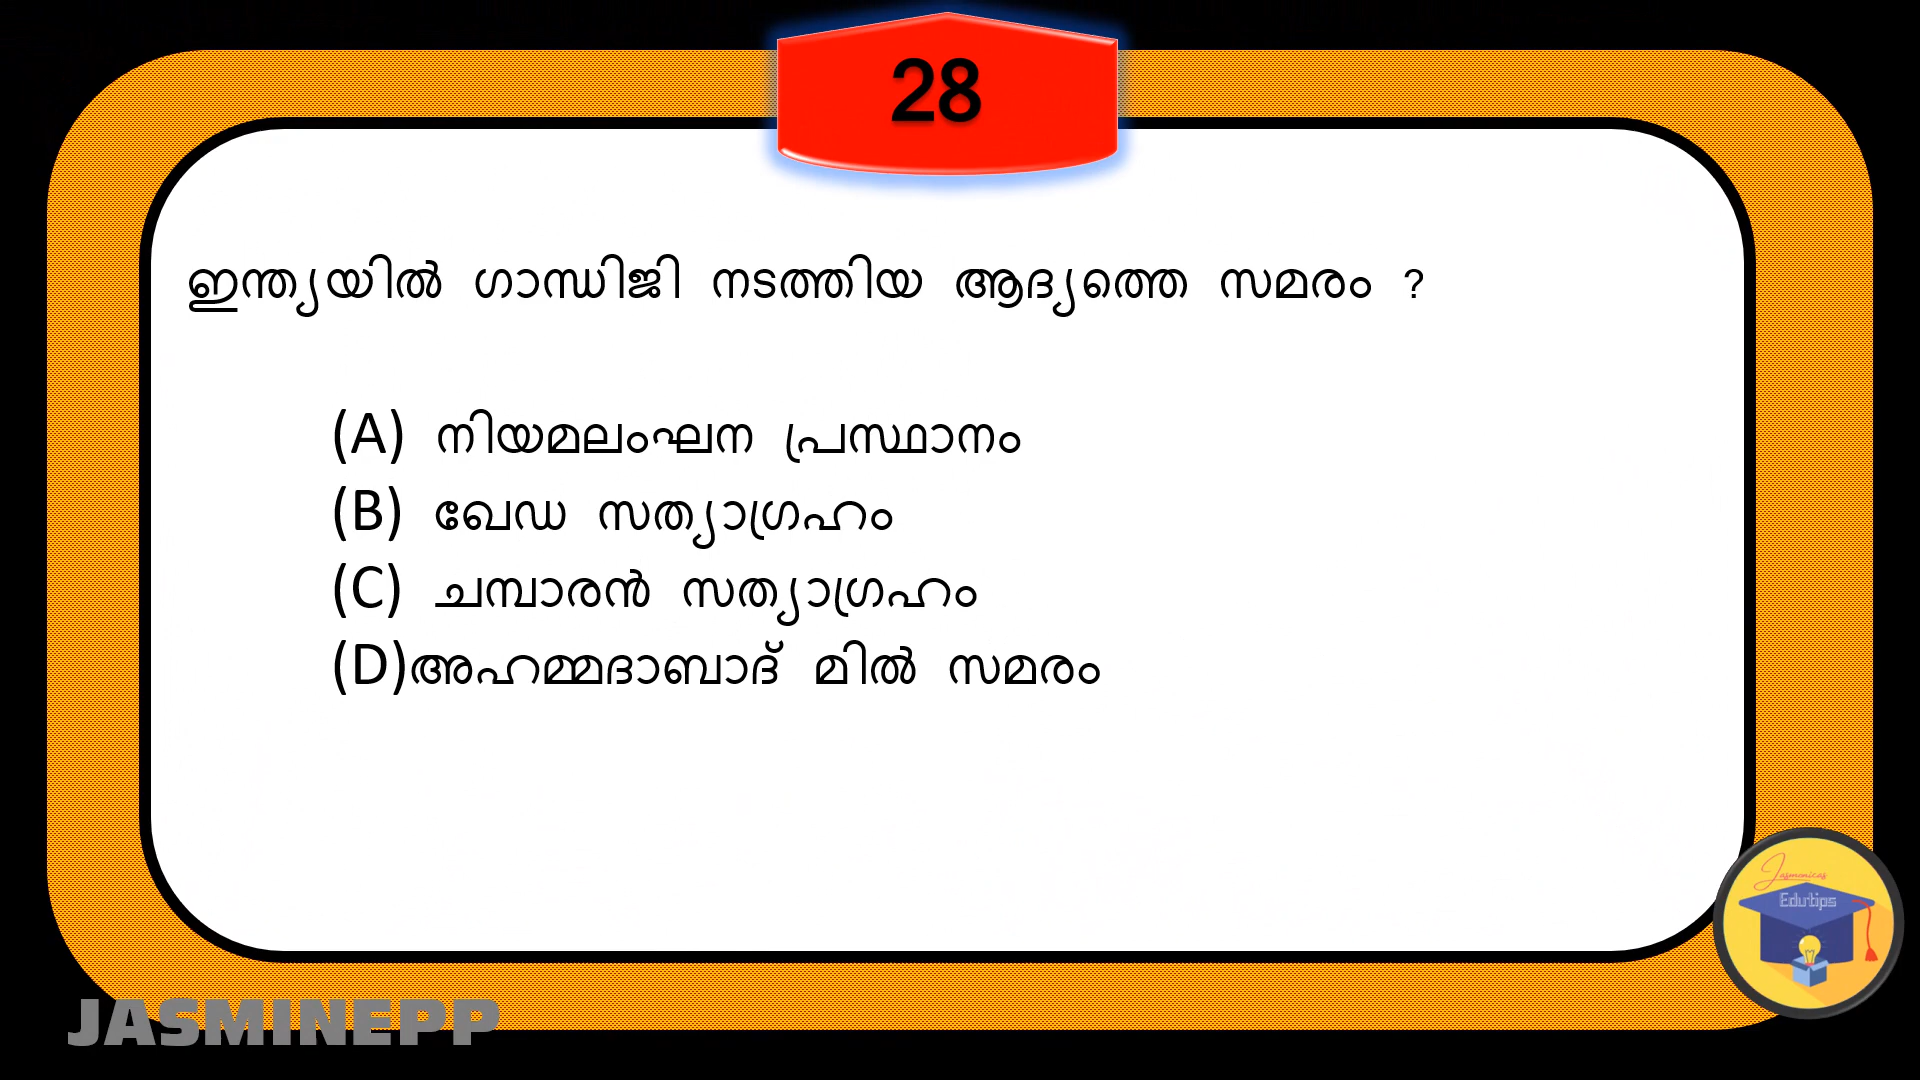 28
ഇന്ത്യയിൽ ഗാന്ധിജി നടത്തിയ ആദ്യത്തെ സമരം ?
(A) നിയമലംഘന പ്രസ്ഥാനം
(B) ഖേഡ സത്യാഗ്രഹം
(C) ചമ്പാരൻ സത്യാഗ്രഹം
(D)അഹമ്മദാബാദ് മിൽ സമരം
Jasmonicas
Edutips
JASMINEPP